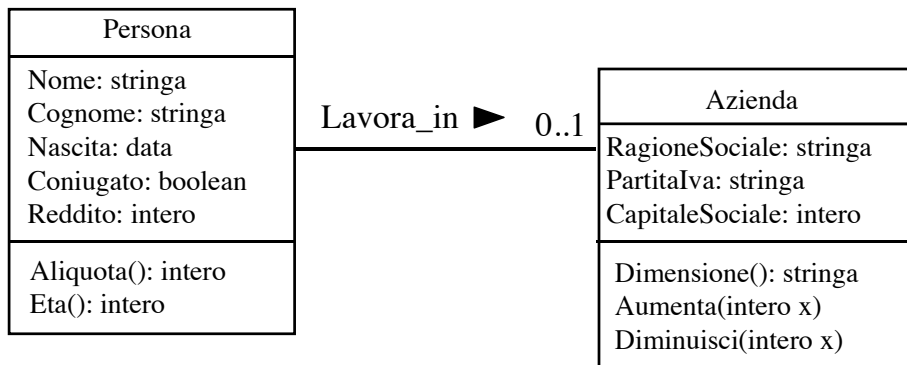 Persona
Nome: stringa
Cognome: stringa
Nascita: data
Coniugato: boolean
Reddito: intero
Aliquota(): intero
Eta(): intero
Lavora_in ►
0..1
Azienda
RagioneSociale: stringa
PartitaIva: stringa
CapitaleSociale: intero
Dimensione(): stringa
Aumenta(intero x)
Diminuisci(intero x)